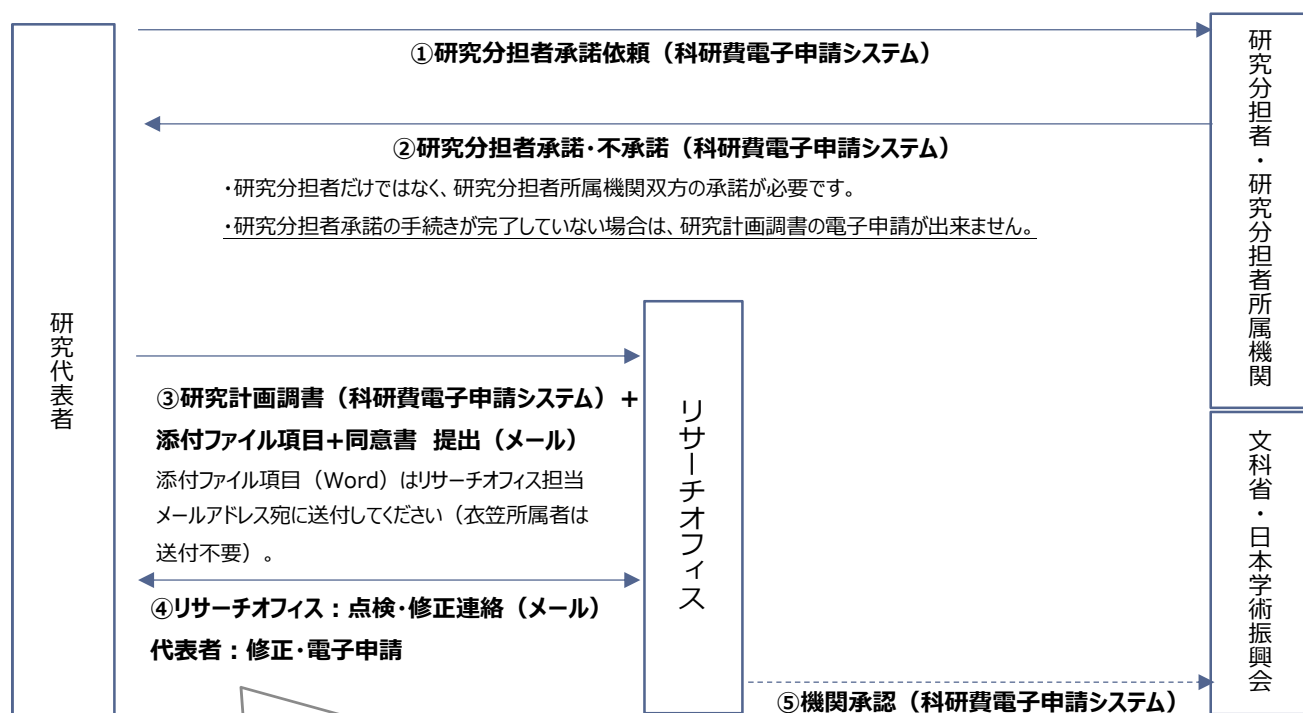 ①研究分担者承諾依頼（科研費電子申請システム）
研究分担者・研究分担者所属機関
②研究分担者承諾・不承諾（科研費電子申請システム）
・研究分担者だけではなく、研究分担者所属機関双方の承諾が必要です。
・研究分担者承諾の手続きが完了していない場合は、研究計画調書の電子申請が出来ません。
研究代表者
③研究計画調書（科研費電子申請システム）＋
添付ファイル項目＋同意書 提出（メール）
添付ファイル項目（Word）はリサーチオフィス担当
メールアドレス宛に送付してください（衣笠所属者は
送付不要）。
リサーチオフィス
④リサーチオフィス：点検・修正連絡（メール）
代表者：修正・電子申請
文科省・日本学術振興会
⑤機関承認（科研費電子申請システム）